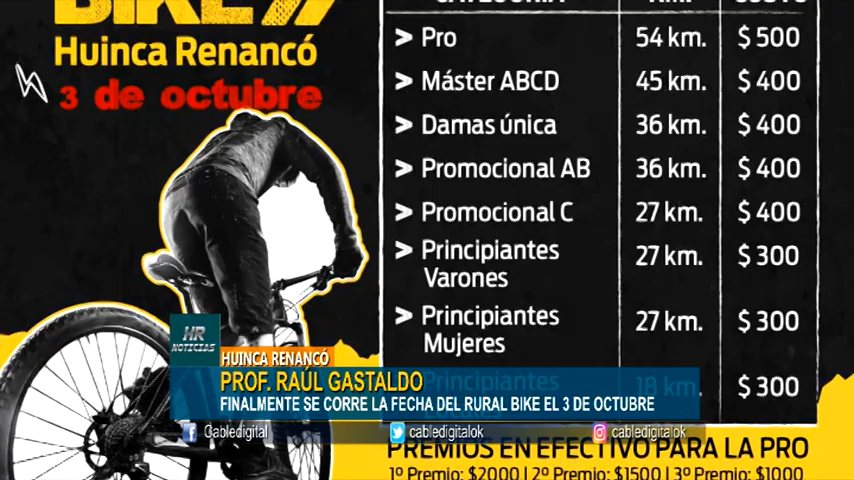 BIKE
CATEGORÍA KM. COSTO
Huinca Renancó
3 de octubre
> Pro 54 km. $ 500
> Máster ABCD 45 km. $ 400
> Damas única 36 km. $ 400
> Promocional AB 36 km. $ 400
> Promocional C 27 km. $ 400
> Principiantes
Varones 27 km. $ 300
> Principiantes
Mujeres 27 km. $ 300
Principiantes 18 km. $ 300
HR
NOTICIAS
HUINCA RENANCÓ
PROF. RAÚL GASTALDO
FINALMENTE SE CORRE LA FECHA DEL RURAL BIKE EL 3 DE OCTUBRE
Cabledigital cabledigitalok cabledigitalok
PREMIOS EN EFECTIVO PARA LA PRO
1º Premio: $2000 | 2º Premio: $1500 | 3º Premio: $1000